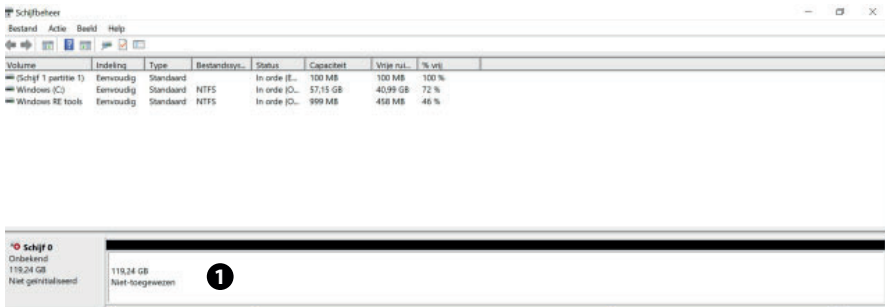 Schijfbeheer
Bestand Actie Beeld Help
Volume Indeling Type Bestandssys... Status Capaciteit Vrije rui... % vrij
(Schijf 1 partitie 1) Eenvoudig Standaard In orde (E... 100 MB 100 MB 100 %
Windows (C:) Eenvoudig Standaard NTFS In orde (O... 57,15 GB 40,99 GB 72 %
Windows RE tools Eenvoudig Standaard NTFS In orde (O... 999 MB 458 MB 46 %
Schijf 0
Onbekend
119,24 GB
Niet geïnitialiseerd
119,24 GB
Niet-toegewezen
1